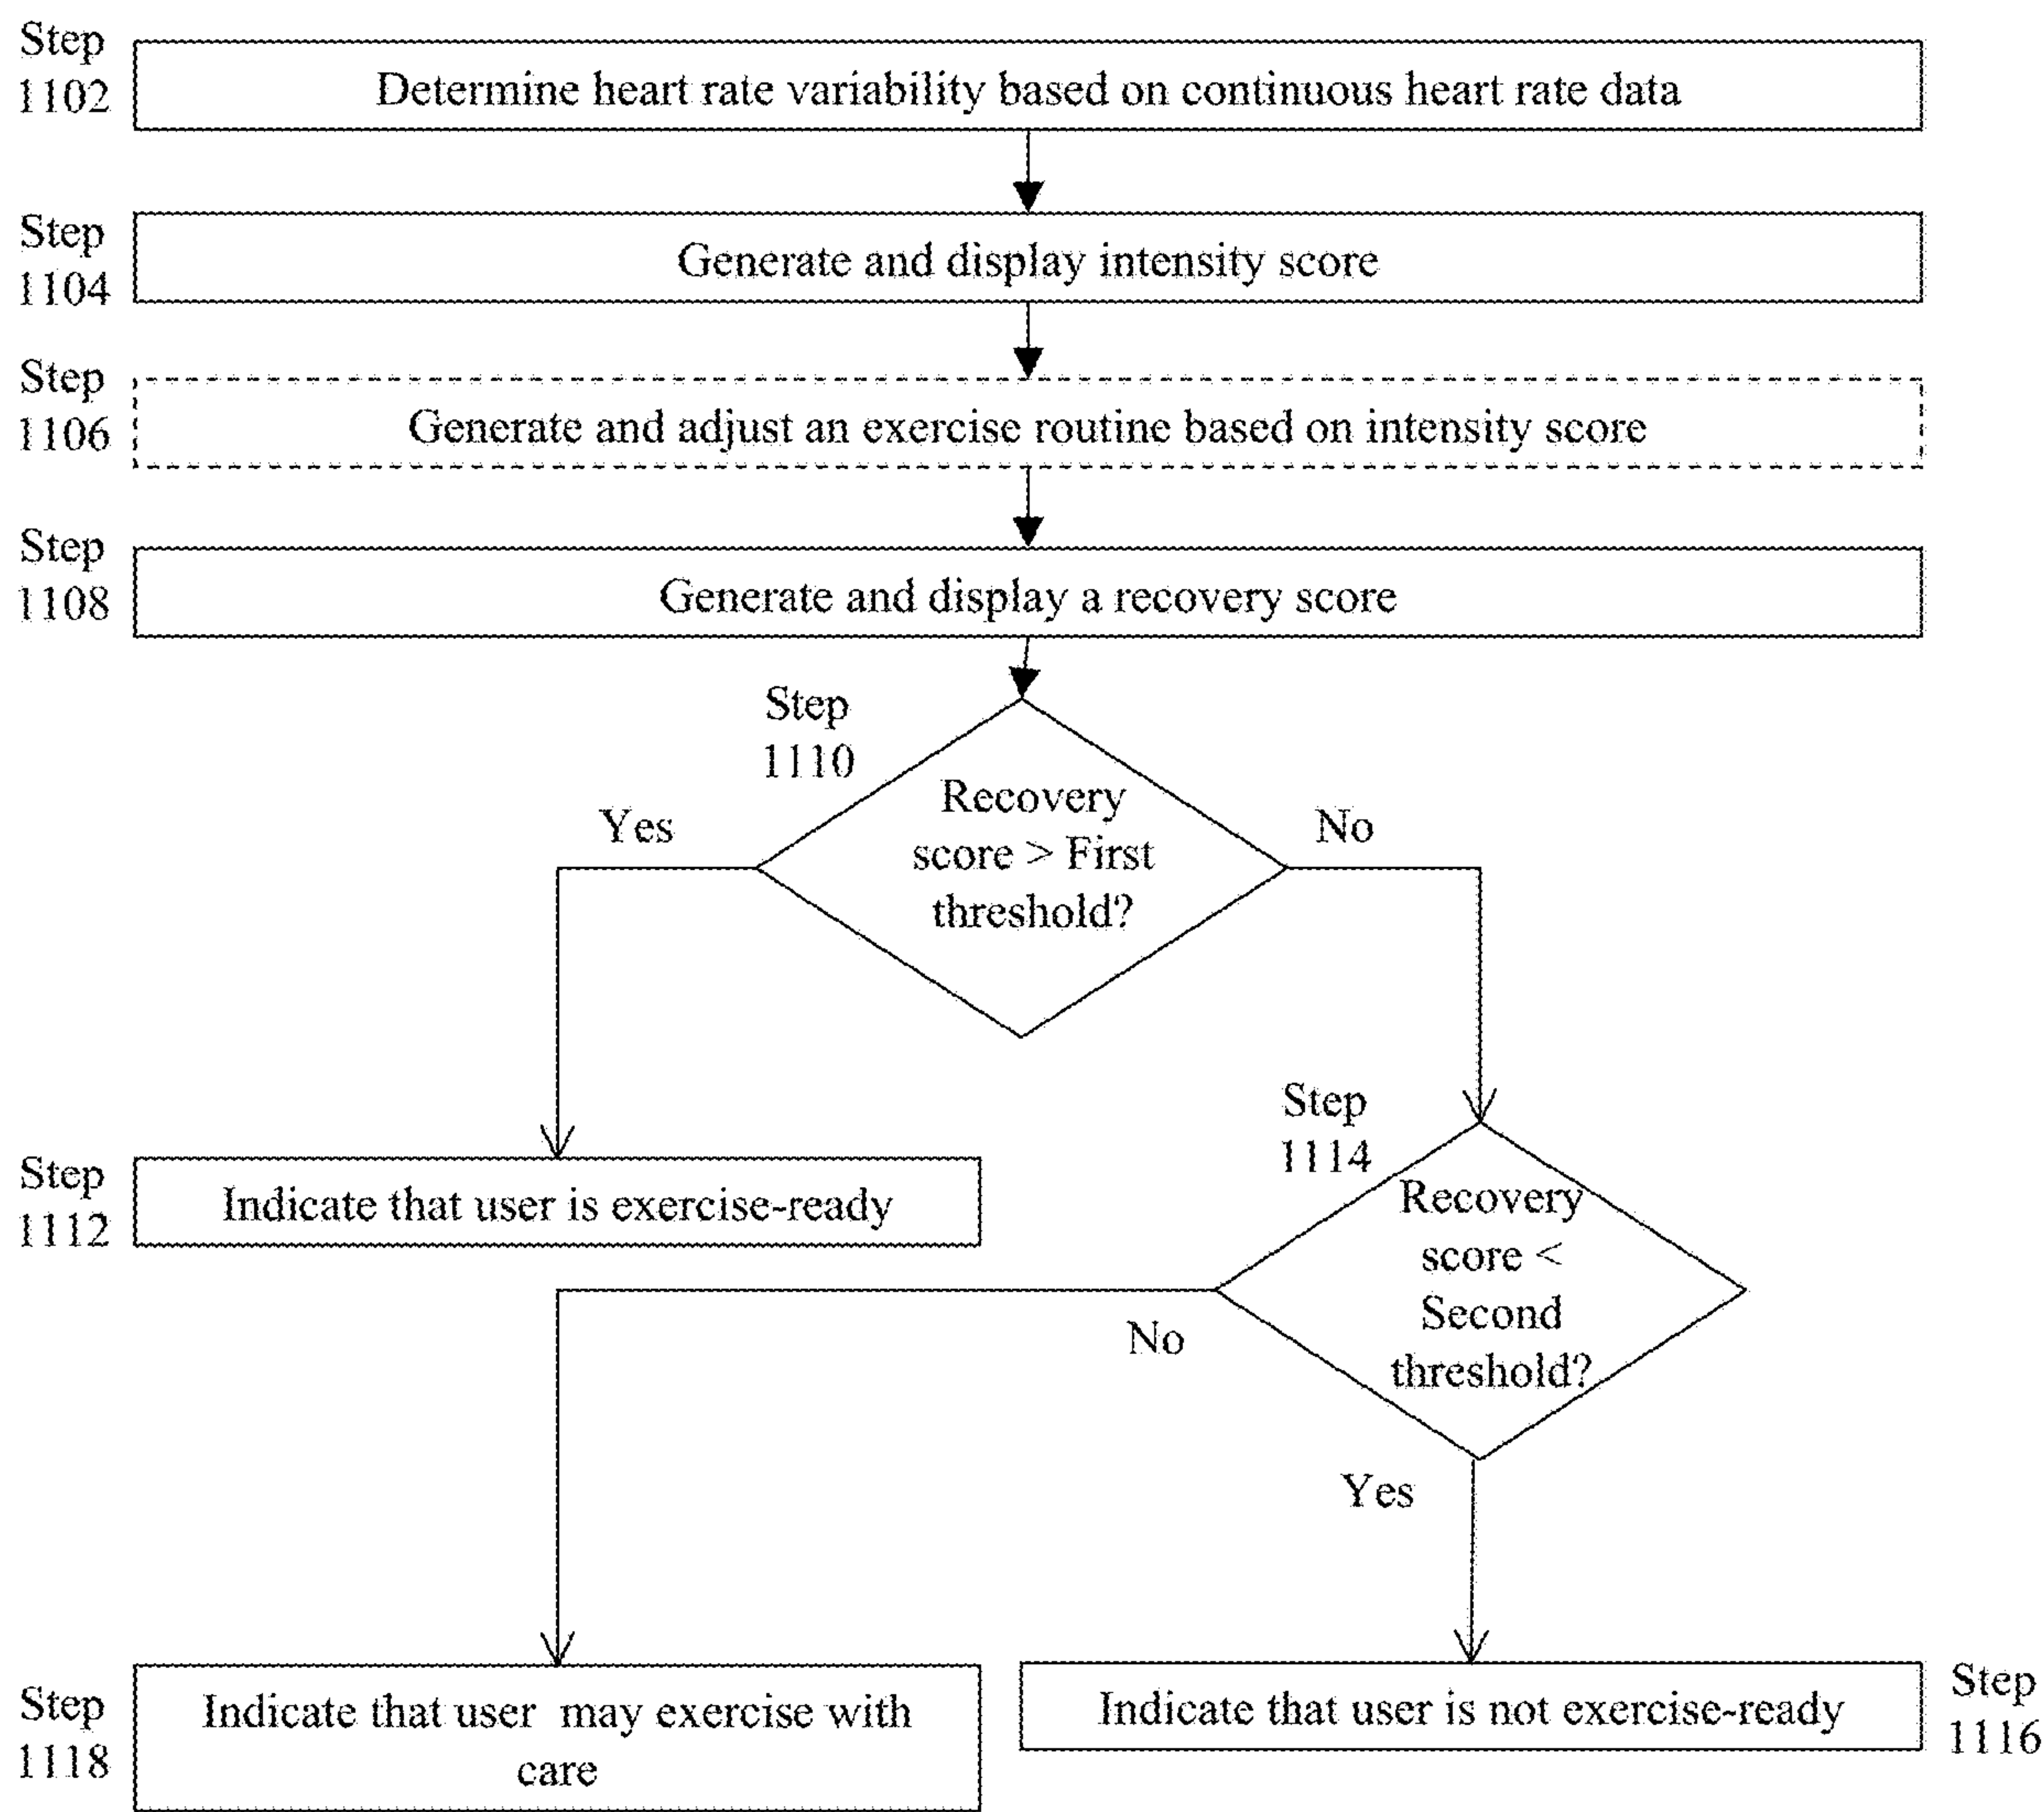 Step
1102
Determine heart rate variability based on continuous heart rate data
Step
1104
Generate and display intensity score
Step
1106
Generate and adjust an exercise routine based on intensity score
Step
1108
Generate and display a recovery score
Step
1110
Recovery
score > First
threshold?
Yes
No
Step
1112
Indicate that user is exercise-ready
Step
1114
Recovery
score <
Second
threshold?
No
Yes
Step
1118
Indicate that user may exercise with
care
Indicate that user is not exercise-ready
Step
1116